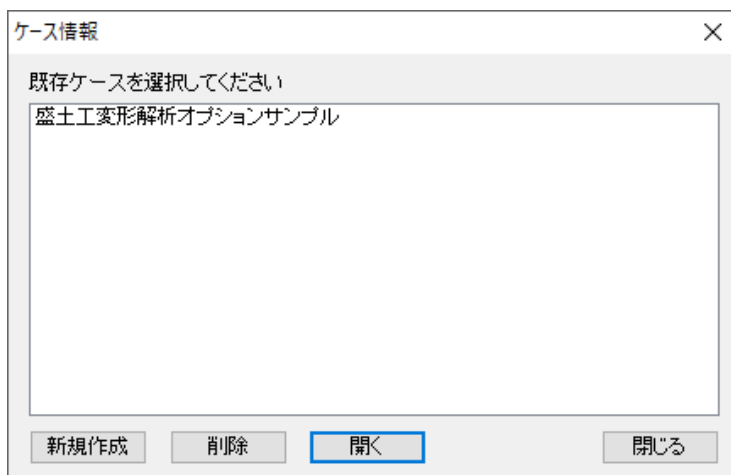 ケース情報
既存ケースを選択してください
盛土工変形解析オプションサンプル
新規作成 削除 開く 閉じる